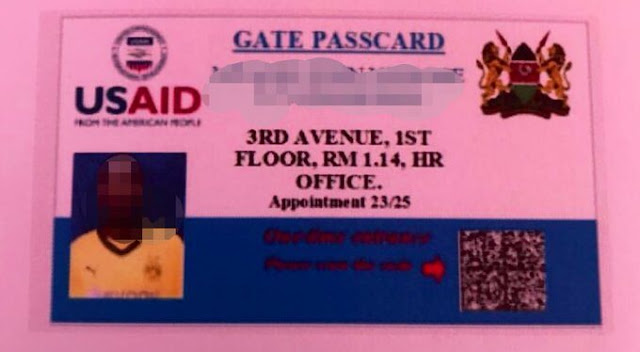 GATE PASSCARD
USAID
FROM THE AMERICAN PEOPLE
3RD AVENUE, 1ST
FLOOR, RM 1.14, HR
OFFICE.
Appointment 23/25
One-time entrance
Please scan the code